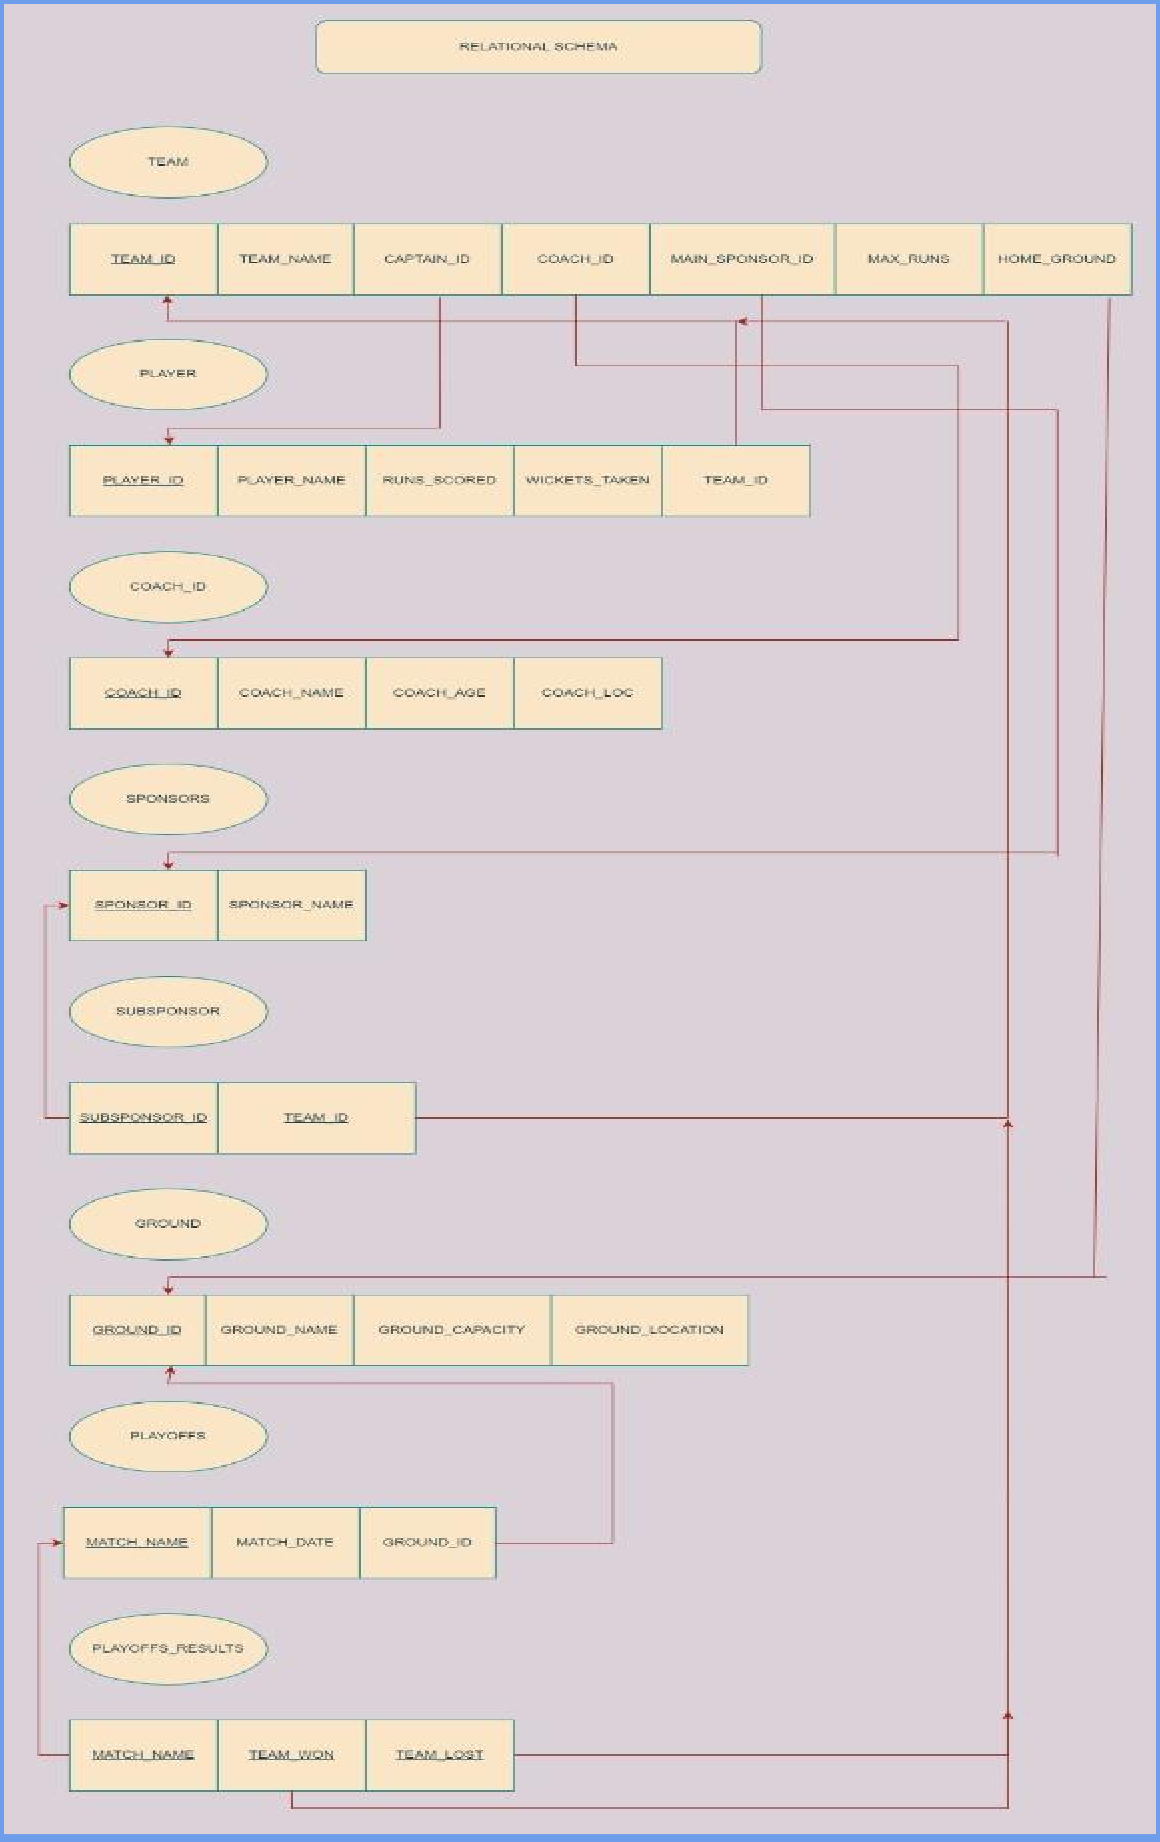 RELATIONAL SCHEMA
TEAM
TEAM_ID TEAM_NAME CAPTAIN_ID COACH_ID MAIN_SPONSOR_ID MAX_RUNS HOME_GROUND
PLAYER
PLAYER_ID PLAYER_NAME RUNS_SCORED WICKETS_TAKEN TEAM_ID
COACH_ID
COACH_ID COACH_NAME COACH_AGE COACH_LOC
SPONSORS
SPONSOR_ID SPONSOR_NAME
SUBSPONSOR
SUBSPONSOR_ID TEAM_ID
GROUND
GROUND_ID GROUND_NAME GROUND_CAPACITY GROUND_LOCATION
PLAYOFFS
MATCH_NAME MATCH_DATE GROUND_ID
PLAYOFFS_RESULTS
MATCH_NAME TEAM_WON TEAM_LOST